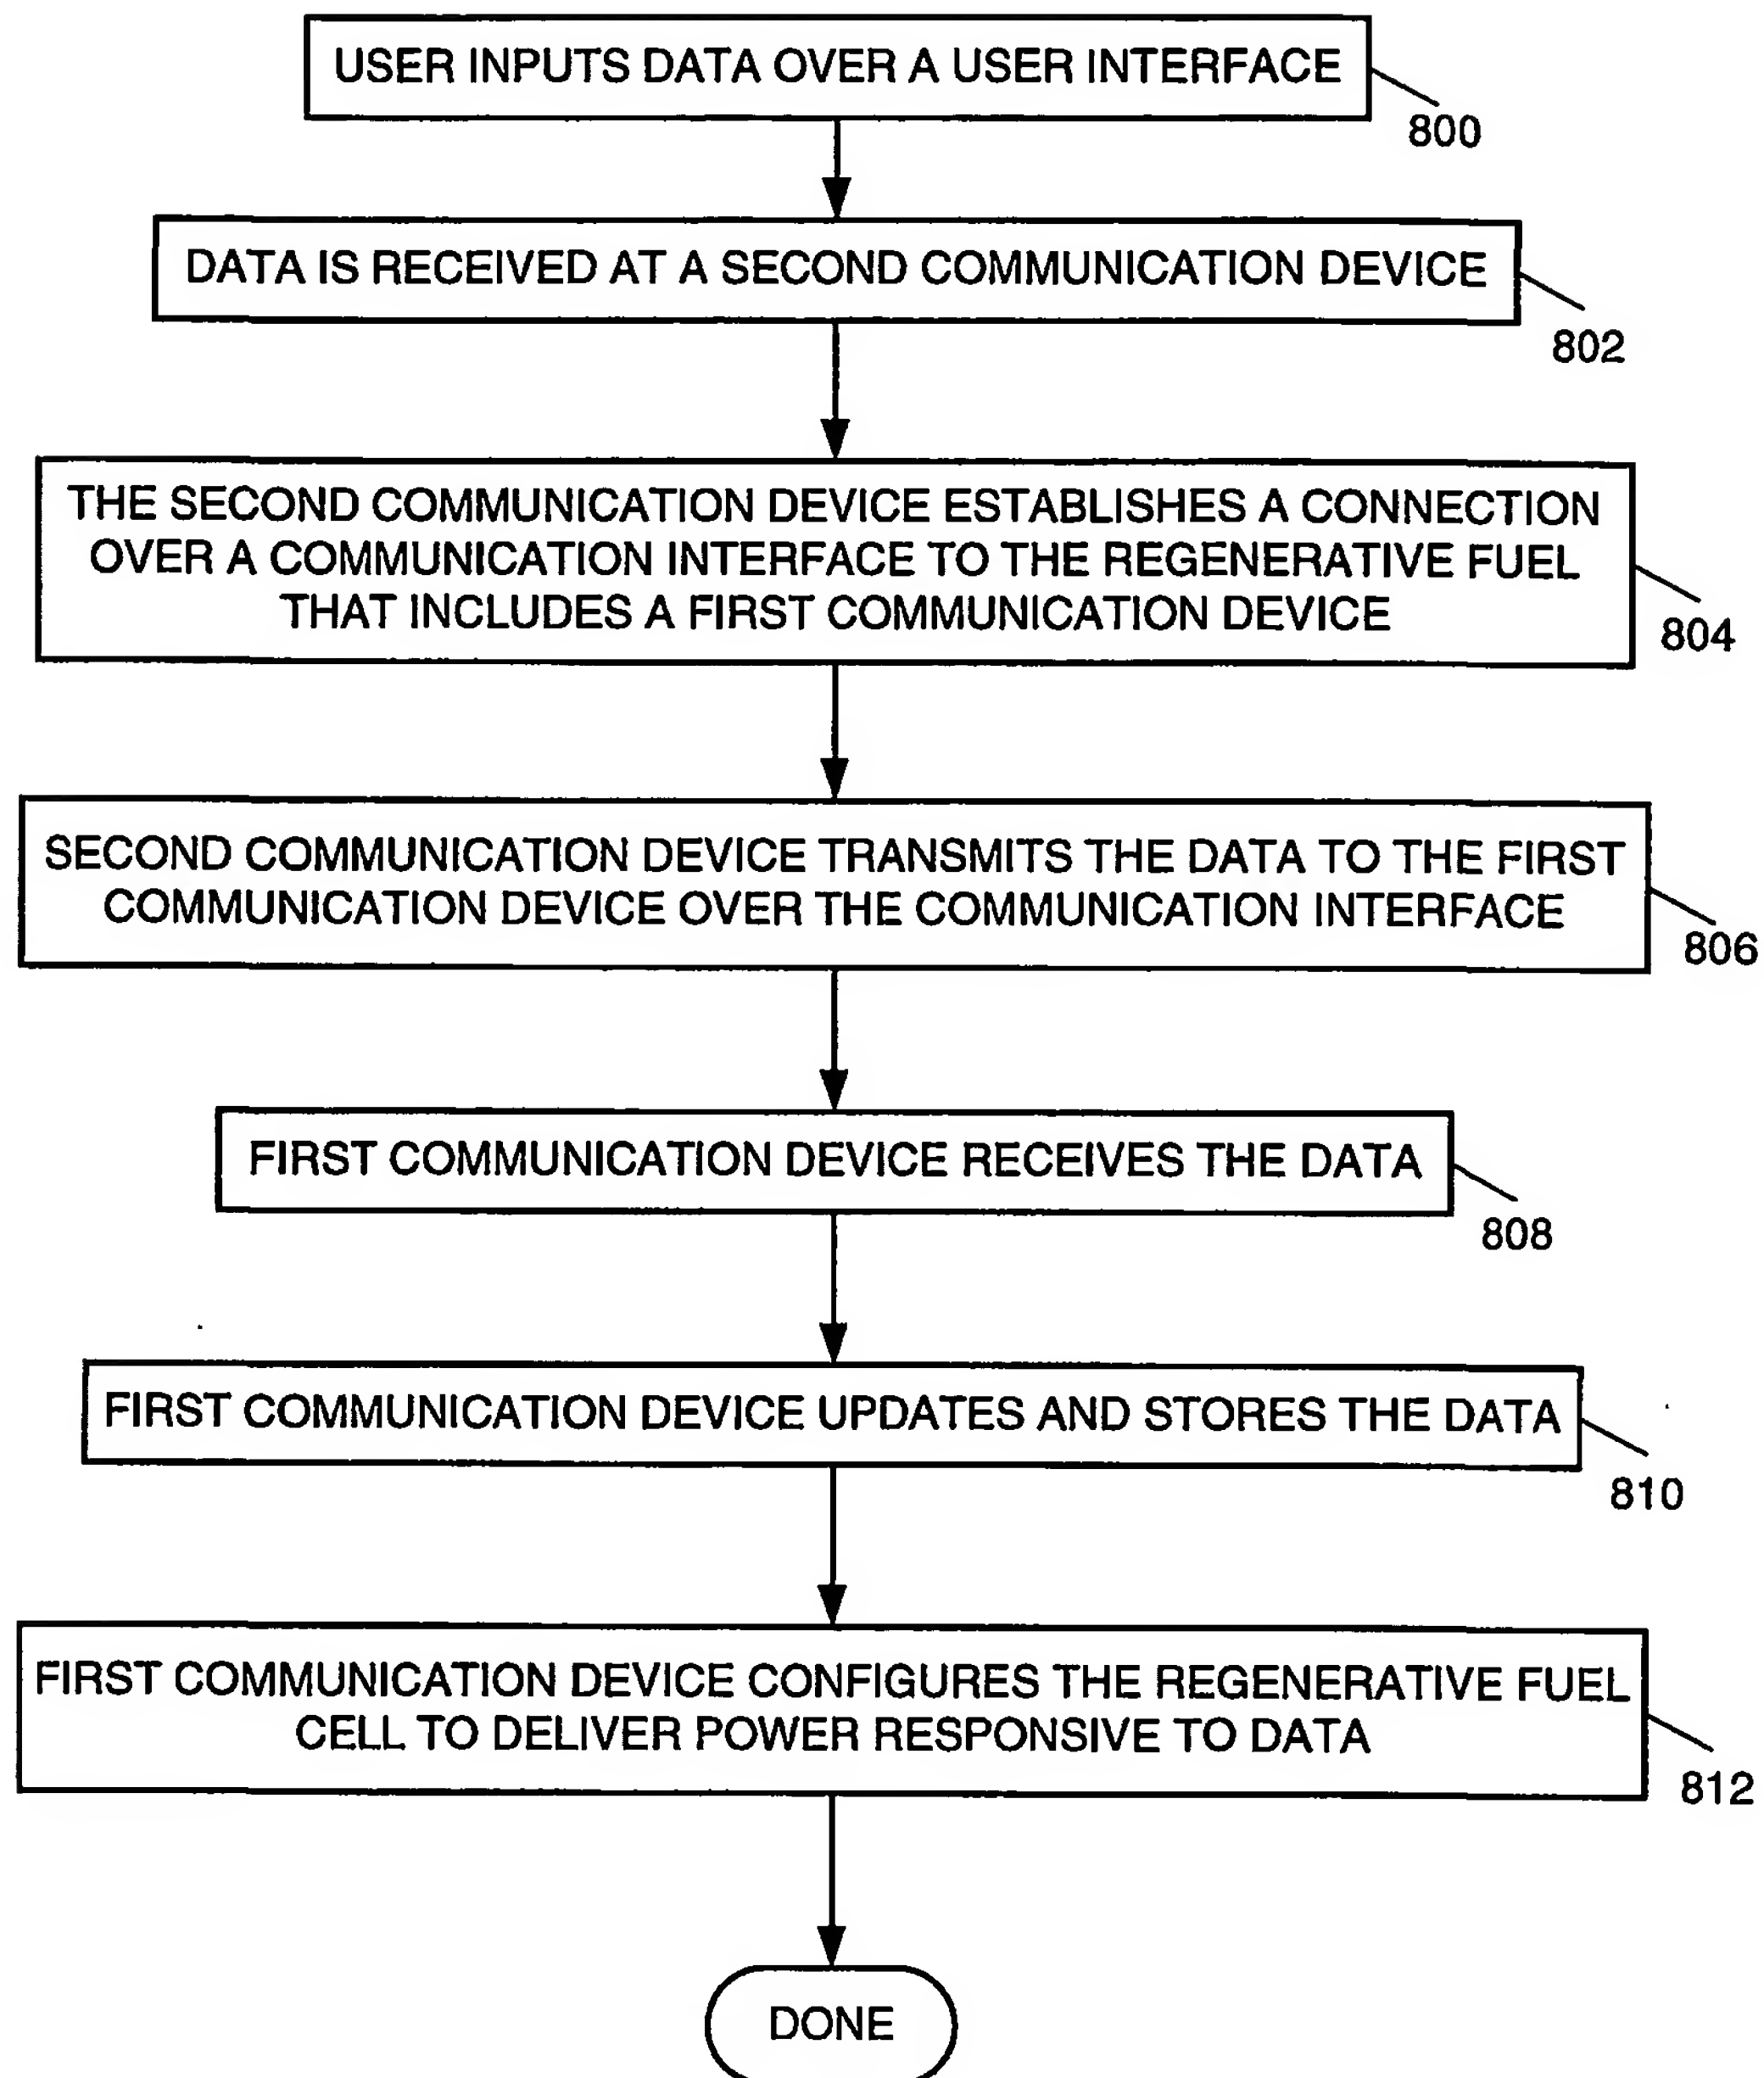 USER INPUTS DATA OVER A USER INTERFACE
800
DATA IS RECEIVED AT A SECOND COMMUNICATION DEVICE
802
THE SECOND COMMUNICATION DEVICE ESTABLISHES A CONNECTION
OVER A COMMUNICATION INTERFACE TO THE REGENERATIVE FUEL
THAT INCLUDES A FIRST COMMUNICATION DEVICE
804
SECOND COMMUNICATION DEVICE TRANSMITS THE DATA TO THE FIRST
COMMUNICATION DEVICE OVER THE COMMUNICATION INTERFACE
806
FIRST COMMUNICATION DEVICE RECEIVES THE DATA
808
FIRST COMMUNICATION DEVICE UPDATES AND STORES THE DATA
810
FIRST COMMUNICATION DEVICE CONFIGURES THE REGENERATIVE FUEL
CELL TO DELIVER POWER RESPONSIVE TO DATA
812
DONE